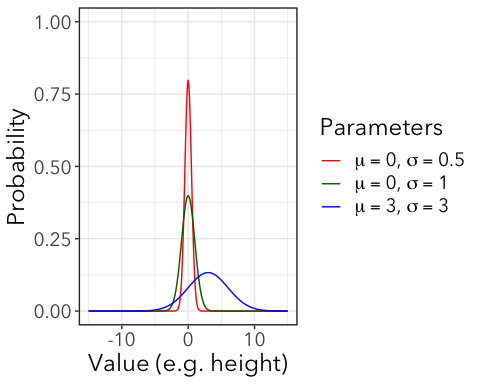 1.00
0.75
0.50
0.25
0.00
Probability
-10 0 10
Value (e.g. height)
Parameters
μ = 0, σ = 0.5
μ = 0, σ = 1
μ = 3, σ = 3